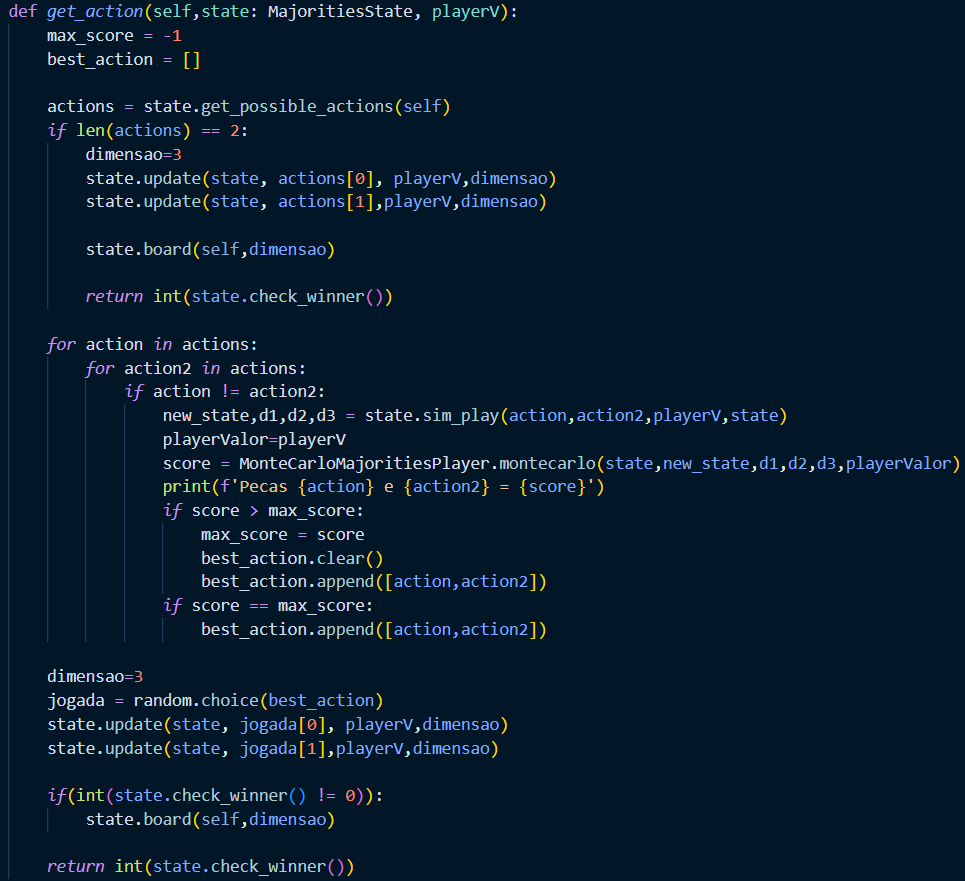 def get_action(self,state: MajoritiesState, playerV):
    max_score = -1
    best_action = []

    actions = state.get_possible_actions(self)
    if len(actions) == 2:
        dimensao=3
        state.update(state, actions[0], playerV,dimensao)
        state.update(state, actions[1],playerV,dimensao)

        state.board(self,dimensao)

        return int(state.check_winner())

    for action in actions:
        for action2 in actions:
            if action != action2:
                new_state,d1,d2,d3 = state.sim_play(action,action2,playerV,state)
                playerValor=playerV
                score = MonteCarloMajoritiesPlayer.montecarlo(state,new_state,d1,d2,d3,playerValor)
                print(f'Pecas {action} e {action2} = {score}')
                if score > max_score:
                    max_score = score
                    best_action.clear()
                    best_action.append([action,action2])
                if score == max_score:
                    best_action.append([action,action2])

    dimensao=3
    jogada = random.choice(best_action)
    state.update(state, jogada[0], playerV,dimensao)
    state.update(state, jogada[1],playerV,dimensao)

    if(int(state.check_winner() != 0)):
        state.board(self,dimensao)

    return int(state.check_winner())